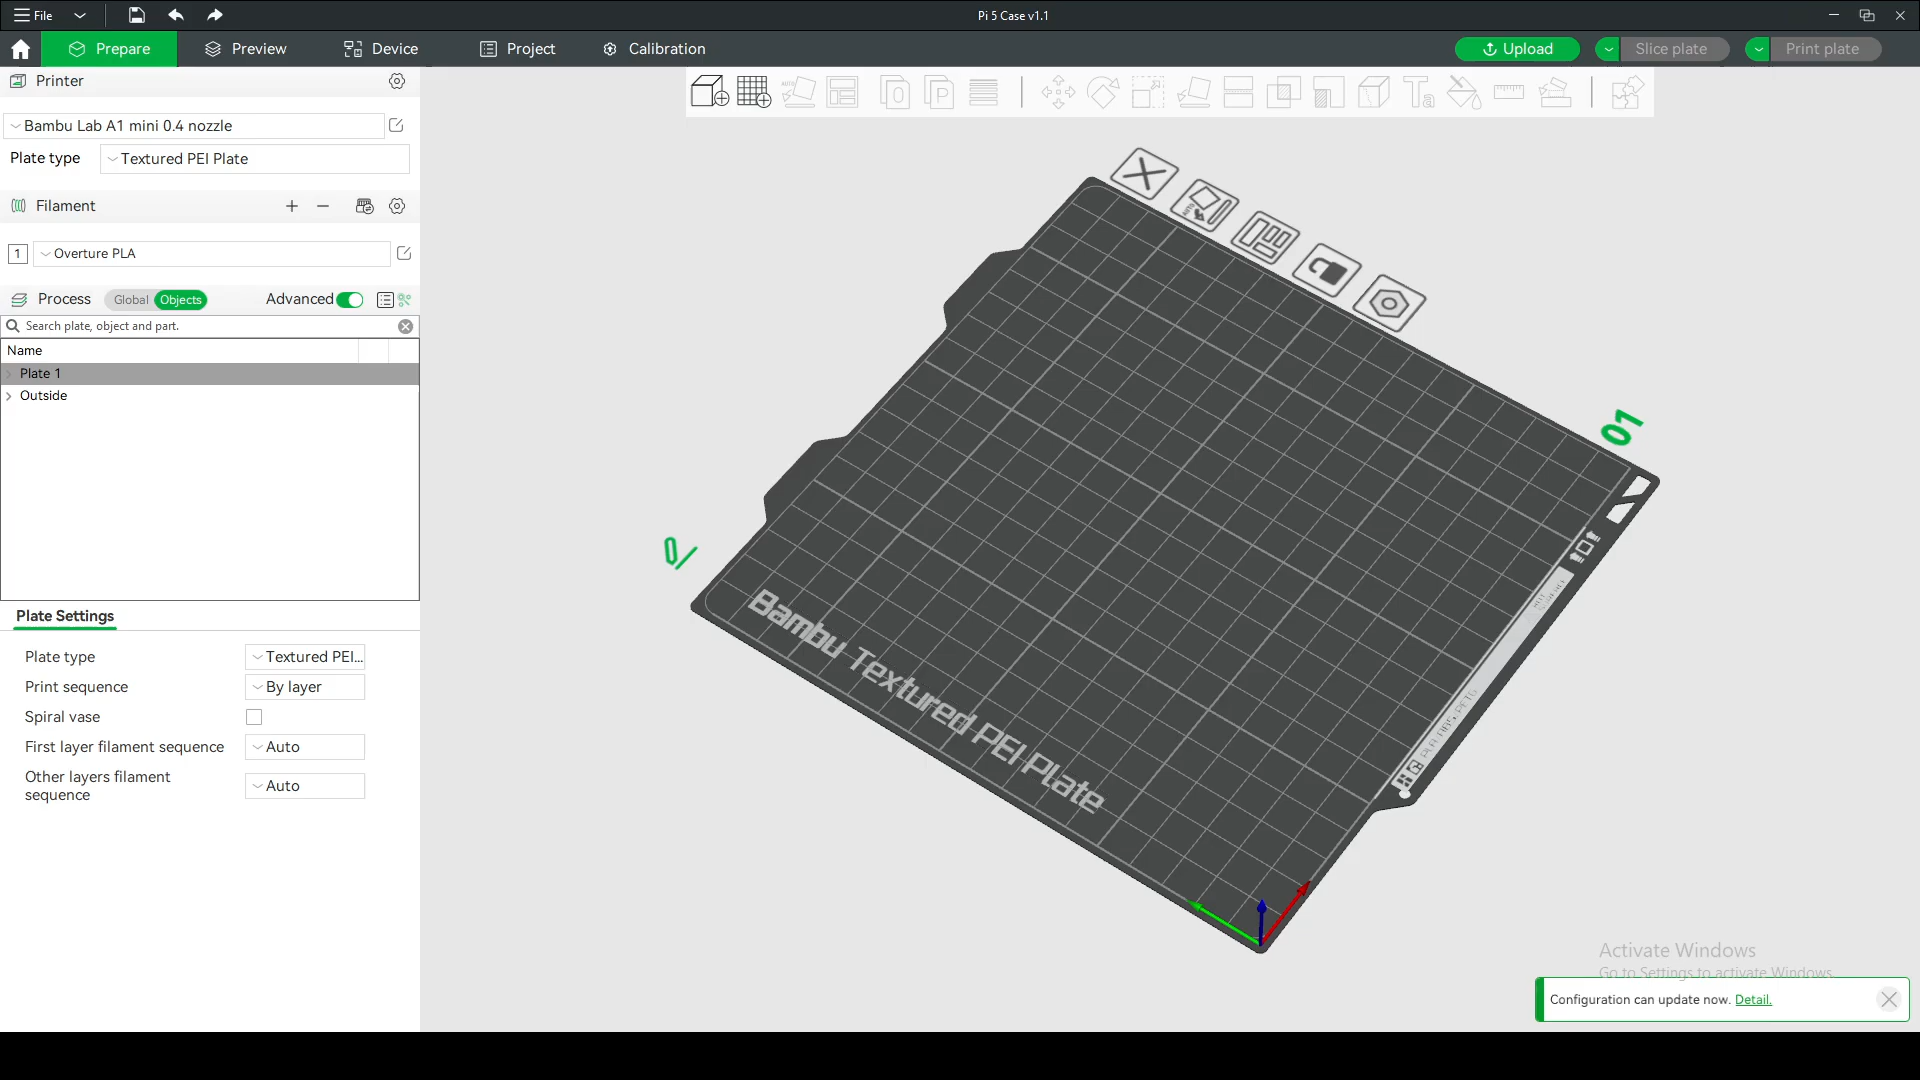 File
Pi 5 Case v1.1
Prepare
Preview
Device
Project
Calibration
Upload
Slice plate
Print plate
Printer
Bambu Lab A1 mini 0.4 nozzle
Plate type
Textured PEI Plate
Filament
1
Overture PLA
Process
Global
Objects
Advanced
Search plate, object and part.
Name
Plate 1
Outside
Plate Settings
Plate type
Textured PEI...
Print sequence
By layer
Spiral vase
First layer filament sequence
Auto
Other layers filament
sequence
Auto
AUTO
O
P
Ta
01
Bambu Textured PEI Plate
Activate Windows
Go to Settings to activate Windows.
Configuration can update now. Detail.